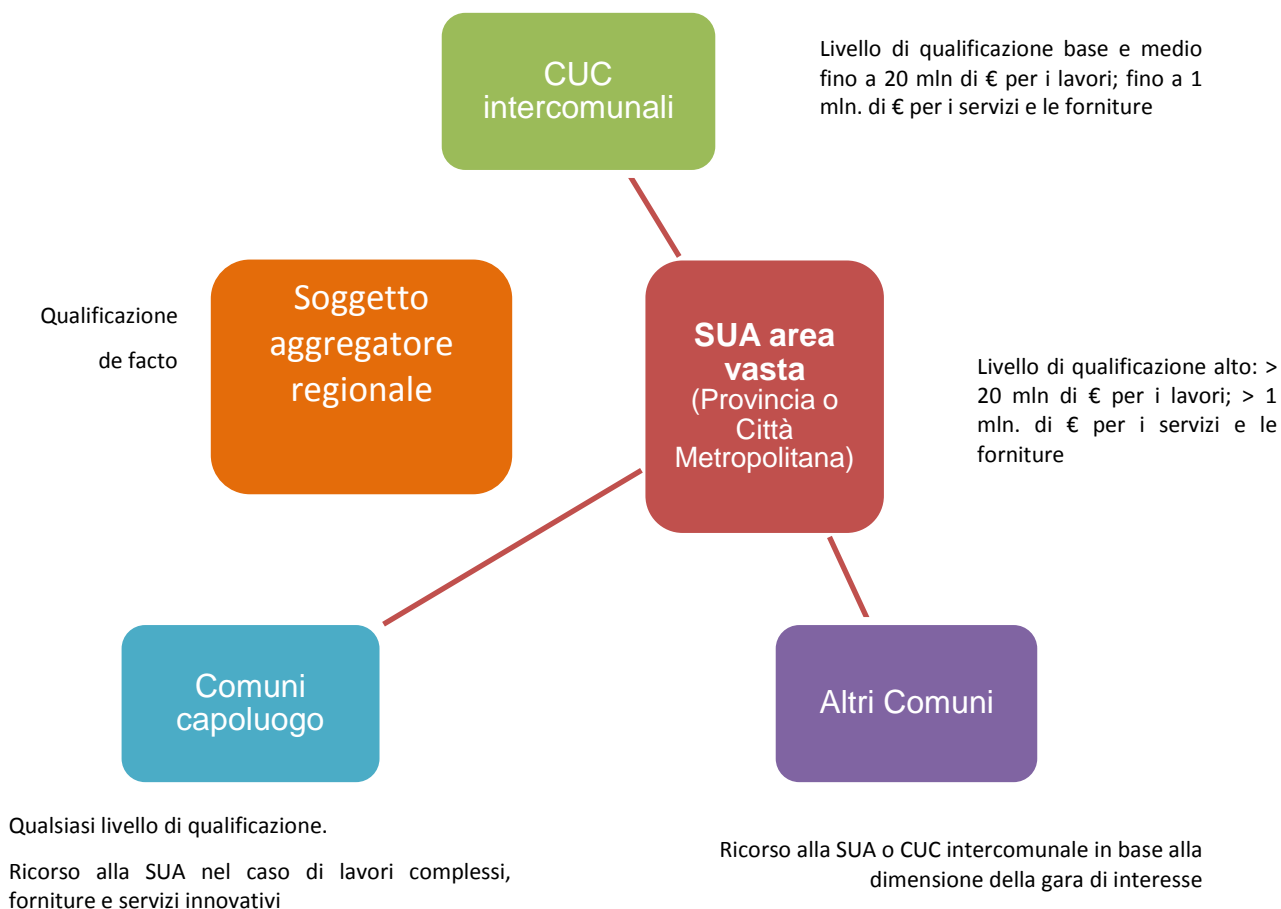 CUC
intercomunali
Livello di qualificazione base e medio
fino a 20 mln di € per i lavori; fino a 1
mln. di € per i servizi e le forniture
Qualificazione
de facto
Soggetto
aggregatore
regionale
SUA area
vasta
(Provincia o
Città
Metropolitana)
Livello di qualificazione alto: >
20 mln di € per i lavori; > 1
mln. di € per i servizi e le
forniture
Comuni
capoluogo
Altri Comuni
Qualsiasi livello di qualificazione.
Ricorso alla SUA nel caso di lavori complessi,
forniture e servizi innovativi
Ricorso alla SUA o CUC intercomunale in base alla
dimensione della gara di interesse